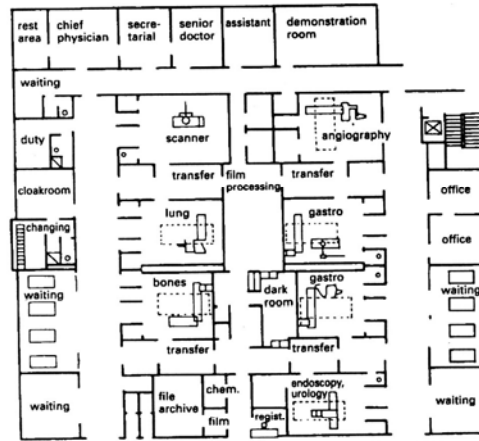 rest
area
chief
physician
secre-
tarial
senior
doctor
assistant
demonstration
room
waiting
scanner
angiography
duty
transfer
film
processing
transfer
cloakroom
office
lung
gastro
changing
office
bones
gastro
waiting
dark
room
waiting
transfer
transfer
waiting
file
archive
chem.
film
endoscopy,
urology
regist.
waiting